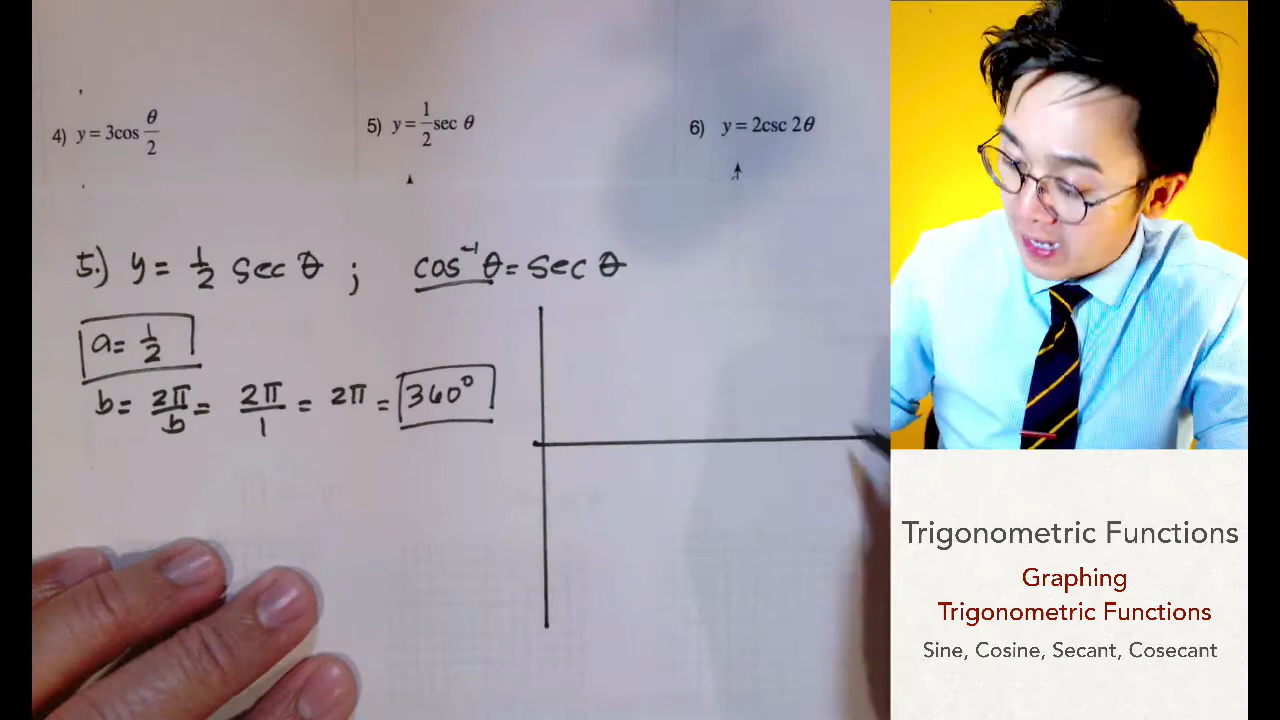 4) y = 3cos θ/2
5) y = 1/2 sec θ
6) y = 2csc 2θ
5.) y = 1/2 sec θ ; cos⁻¹ θ = sec θ
a = 1/2
b = 2π/b = 2π/1 = 2π = 360°
Trigonometric Functions
Graphing
Trigonometric Functions
Sine, Cosine, Secant, Cosecant